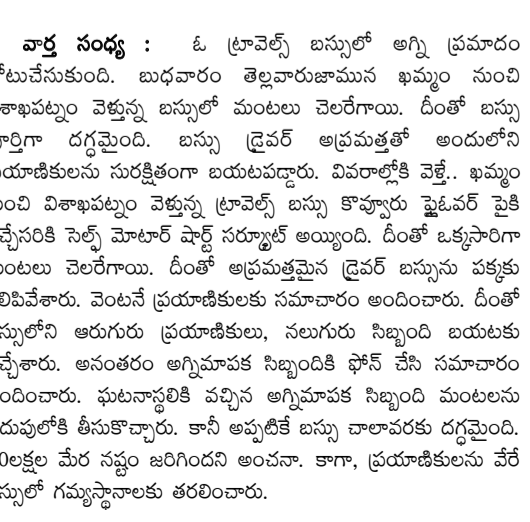 వార్త సంధ్య : ఓ ట్రావెల్స్ బస్సులో అగ్ని ప్రమాదం
టుచేసుకుంది. బుధవారం తెల్లవారుజామున ఖమ్మం నుంచి
శాఖపట్నం వెళ్తున్న బస్సులో మంటలు చెలరేగాయి. దీంతో బస్సు
ర్తిగా దగ్ధమైంది. బస్సు డ్రైవర్ అప్రమత్తతో అందులోని
యాణికులను సురక్షితంగా బయటపడ్డారు. వివరాల్లోకి వెళ్తే.. ఖమ్మం
ంచి విశాఖపట్నం వెళ్తున్న ట్రావెల్స్ బస్సు కొవ్వూరు ఫ్లైఓవర్ పైకి
చ్చేసరికి సెల్ఫ్ మోటార్ షార్ట్ సర్క్యూట్ అయ్యింది. దీంతో ఒక్కసారిగా
ంటలు చెలరేగాయి. దీంతో అప్రమత్తమైన డ్రైవర్ బస్సును పక్కకు
లిపివేశారు. వెంటనే ప్రయాణికులకు సమాచారం అందించారు. దీంతో
స్సులోని ఆరుగురు ప్రయాణికులు, నలుగురు సిబ్బంది బయటకు
చ్చేశారు. అనంతరం అగ్నిమాపక సిబ్బందికి ఫోన్ చేసి సమాచారం
ందించారు. ఘటనాస్థలికి వచ్చిన అగ్నిమాపక సిబ్బంది మంటలను
దుపులోకి తీసుకొచ్చారు. కానీ అప్పటికే బస్సు చాలావరకు దగ్ధమైంది.
0లక్షల మేర నష్టం జరిగిందని అంచనా. కాగా, ప్రయాణికులను వేరే
స్సులో గమ్యస్థానాలకు తరలించారు.